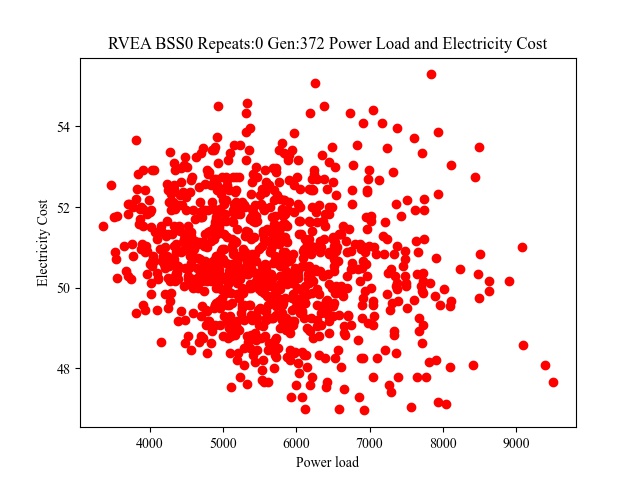 RVEA BSS0 Repeats:0 Gen:372 Power Load and Electricity Cost
54
52
50
48
Electricity Cost
4000 5000 6000 7000 8000 9000
Power load